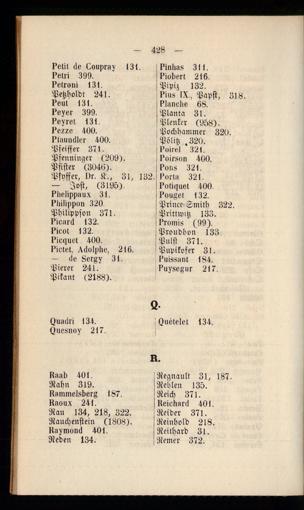 — 428 —
Petit de Coupray 131.
Petri 399.
Petroni 131.
Petzholdt 241.
Peut 131.
Peyer 399.
Peyret 131.
Pezze 400.
Pfaundler 400.
Pfeiffer 371.
Pfenninger (209).
Pfister (3046).
Pfoffer, Dr. K., 31, 132.
— Jost, (3195).
Phelippaux 31.
Philippon 320.
Philippson 371.
Picard 132.
Picot 132.
Picquet 400.
Pictet, Adolphe, 216.
— de Sergy 31.
Pierer 241.
Pikant (2188).
Pinhas 311.
Piobert 216.
Pipiz 132.
Pius IX., Papst, 318.
Planche 68.
Planta 31.
Plenker (958).
Pochhammer 320.
Pölitz 320.
Poirel 321.
Poirson 400.
Pons 321.
Porta 321.
Potiquet 400.
Pouget 132.
Prince-Smith 322.
Prittwitz 133.
Promis (99).
Proudhon 133.
Pulst 371.
Pupikofer 31.
Puissant 184.
Puysegur 217.
Q.
Quadri 134.
Quesnoy 217.
Quételet 134.
R.
Raab 401.
Rahn 319.
Rammelsberg 187.
Raoux 241.
Rau 134, 218, 322.
Rauchenstein (1808).
Raymond 401.
Reden 134.
Regnault 31, 187.
Rehlen 135.
Reich 371.
Reichard 401.
Reider 371.
Reinhold 218.
Reithard 31.
Remer 372.